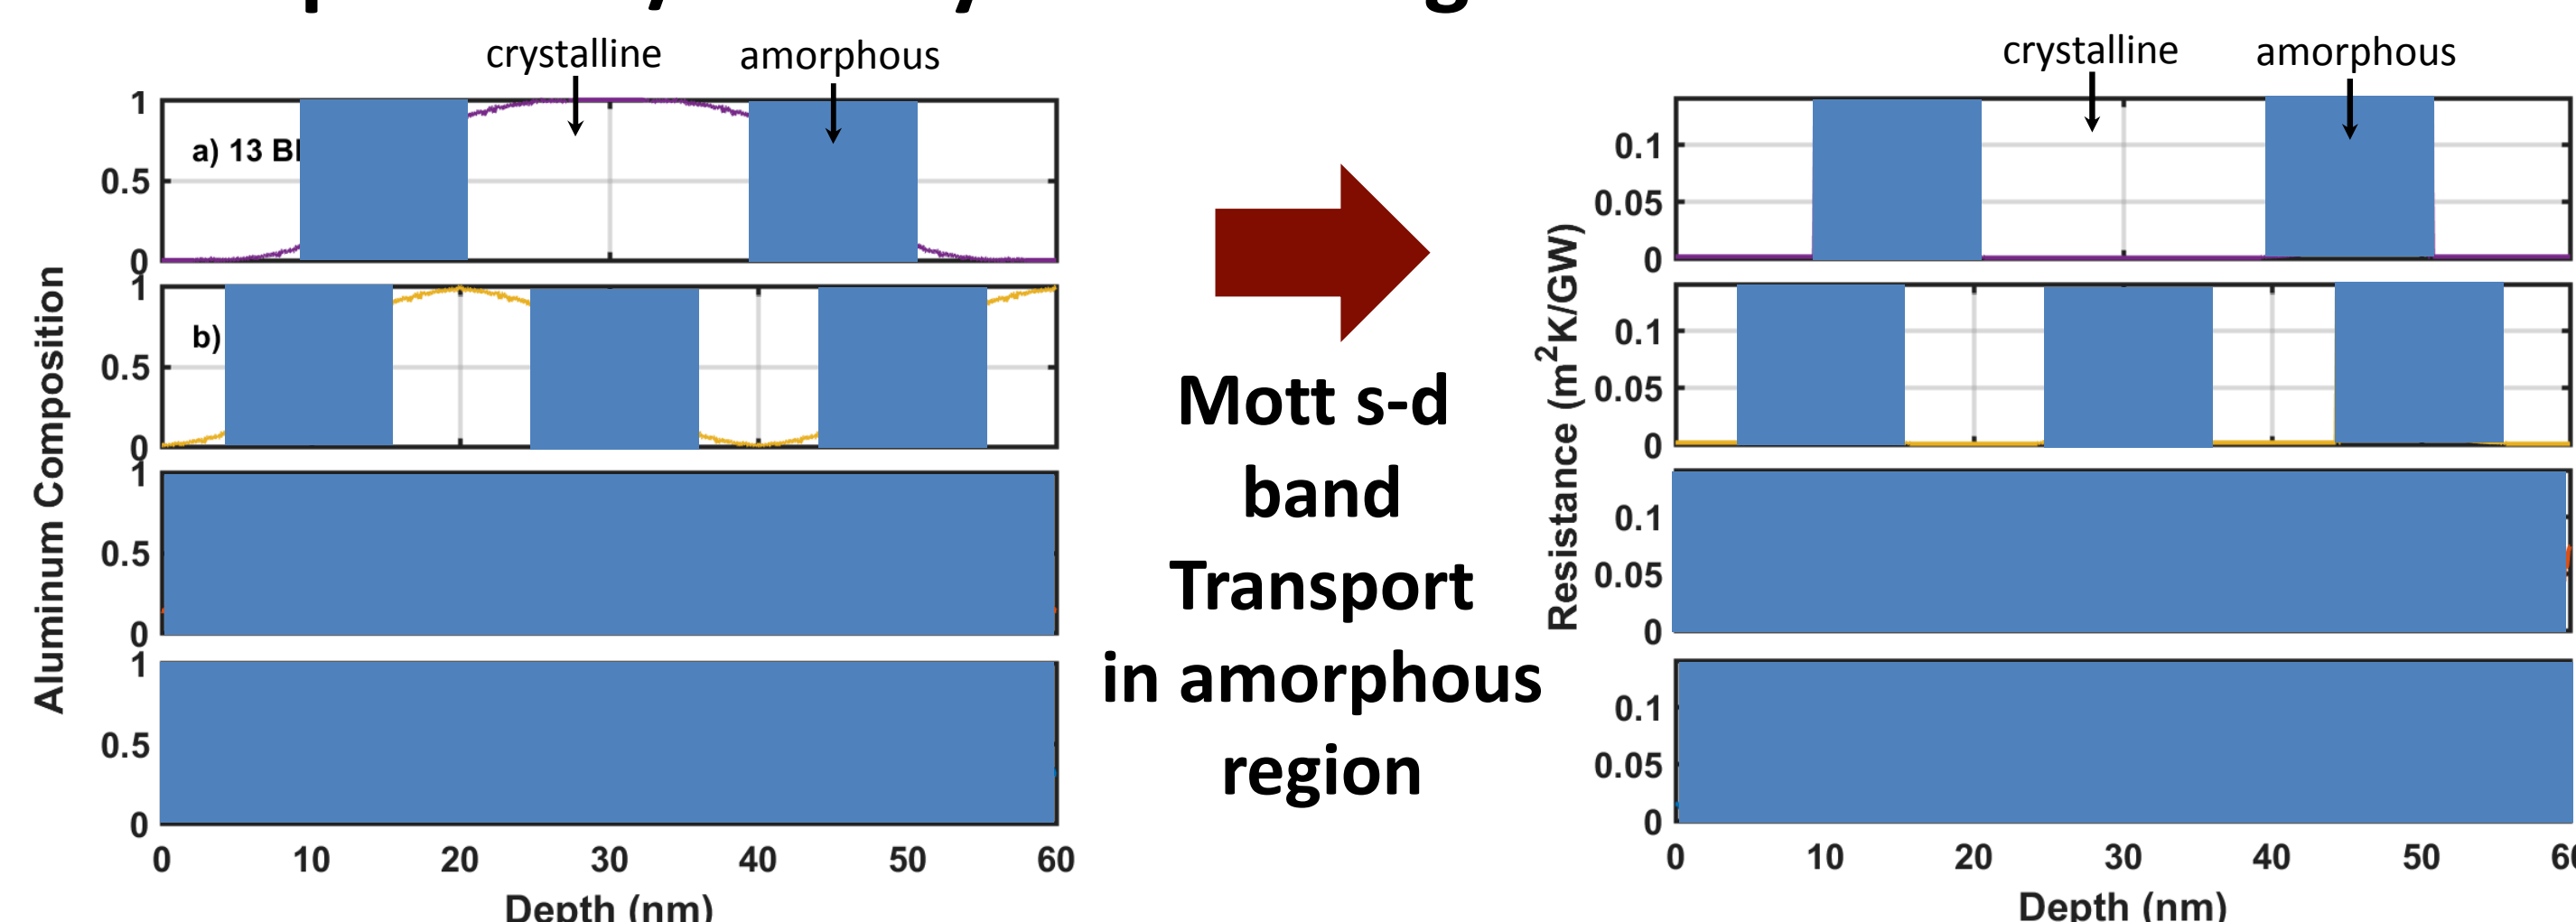 crystalline
amorphous
Aluminum Composition
a) 13
b)
1
0.5
0
1
0.5
0
1
0.5
0
1
0.5
0
0 10 20 30 40 50 60
Depth (nm)
Mott s-d
band
Transport
in amorphous
region
crystalline
amorphous
Resistance (m²K/GW)
0.1
0.05
0
0.1
0.05
0
0.1
0.05
0
0.1
0.05
0
0 10 20 30 40 50
Depth (nm)